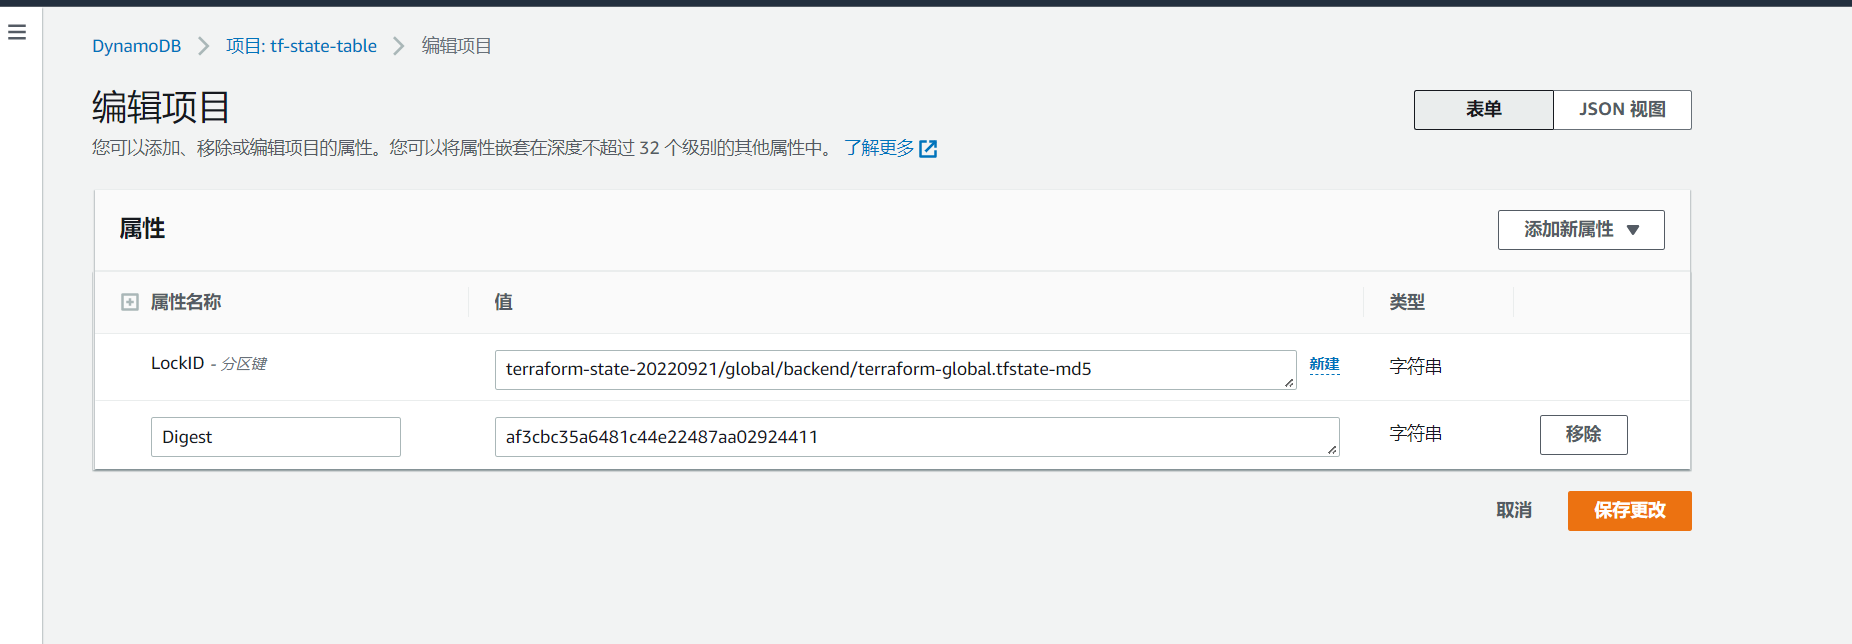 DynamoDB > 项目: tf-state-table > 编辑项目
编辑项目
表单 JSON 视图
您可以添加、移除或编辑项目的属性。您可以将属性嵌套在深度不超过 32 个级别的其他属性中。 了解更多
属性
添加新属性 ▼
属性名称 值 类型
LockID - 分区键 terraform-state-20220921/global/backend/terraform-global.tfstate-md5 新建 字符串
Digest af3cbc35a6481c44e22487aa02924411 字符串 移除
取消 保存更改